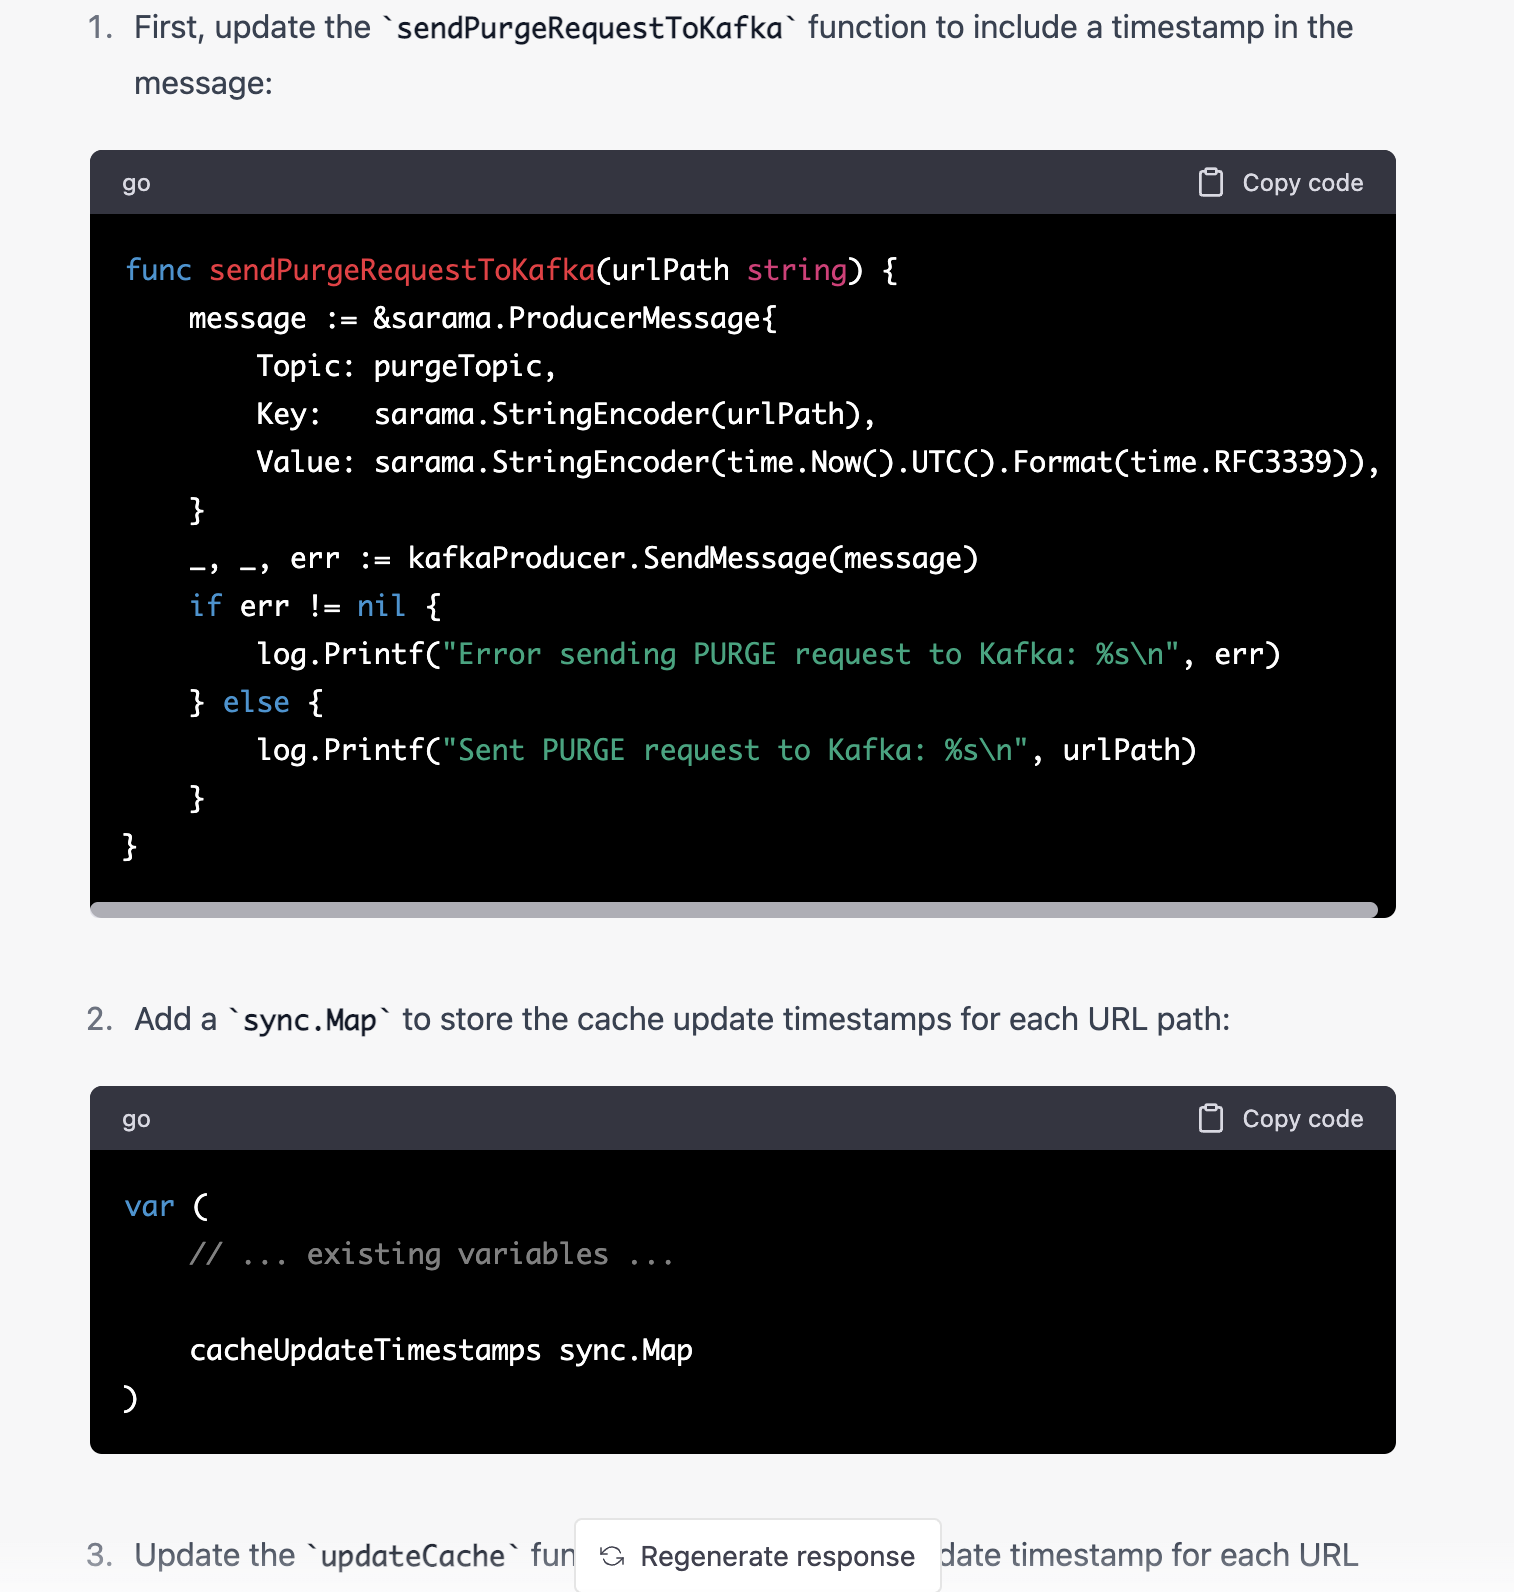 1. First, update the `sendPurgeRequestToKafka` function to include a timestamp in the
message:
go
Copy code
func sendPurgeRequestToKafka(urlPath string) {
    message := &sarama.ProducerMessage{
        Topic: purgeTopic,
        Key:   sarama.StringEncoder(urlPath),
        Value: sarama.StringEncoder(time.Now().UTC().Format(time.RFC3339)),
    }
    _, _, err := kafkaProducer.SendMessage(message)
    if err != nil {
        log.Printf("Error sending PURGE request to Kafka: %s\n", err)
    } else {
        log.Printf("Sent PURGE request to Kafka: %s\n", urlPath)
    }
}
2. Add a `sync.Map` to store the cache update timestamps for each URL path:
go
Copy code
var (
    // ... existing variables ...
    cacheUpdateTimestamps sync.Map
)
3. Update the `updateCache` fun
Regenerate response
date timestamp for each URL